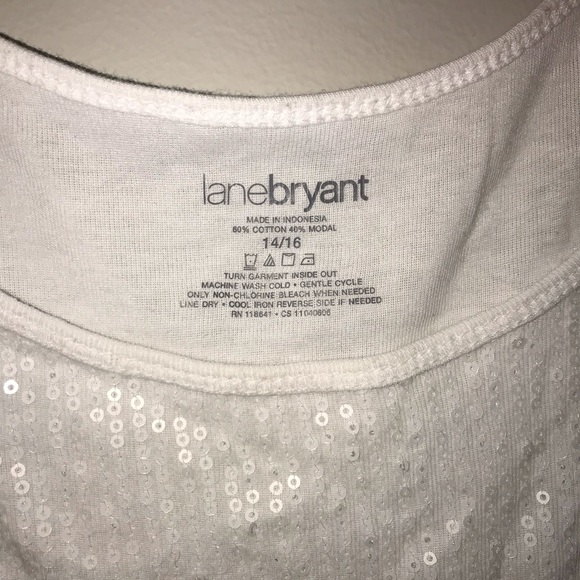 lanebryant
MADE IN INDONESIA
60% COTTON 40% MODAL
14/16
TURN GARMENT INSIDE OUT
MACHINE WASH COLD • GENTLE CYCLE
ONLY NON-CHLORINE BLEACH WHEN NEEDED
LINE DRY • COOL IRON REVERSE SIDE IF NEEDED
RN 118641 • CS 11040806